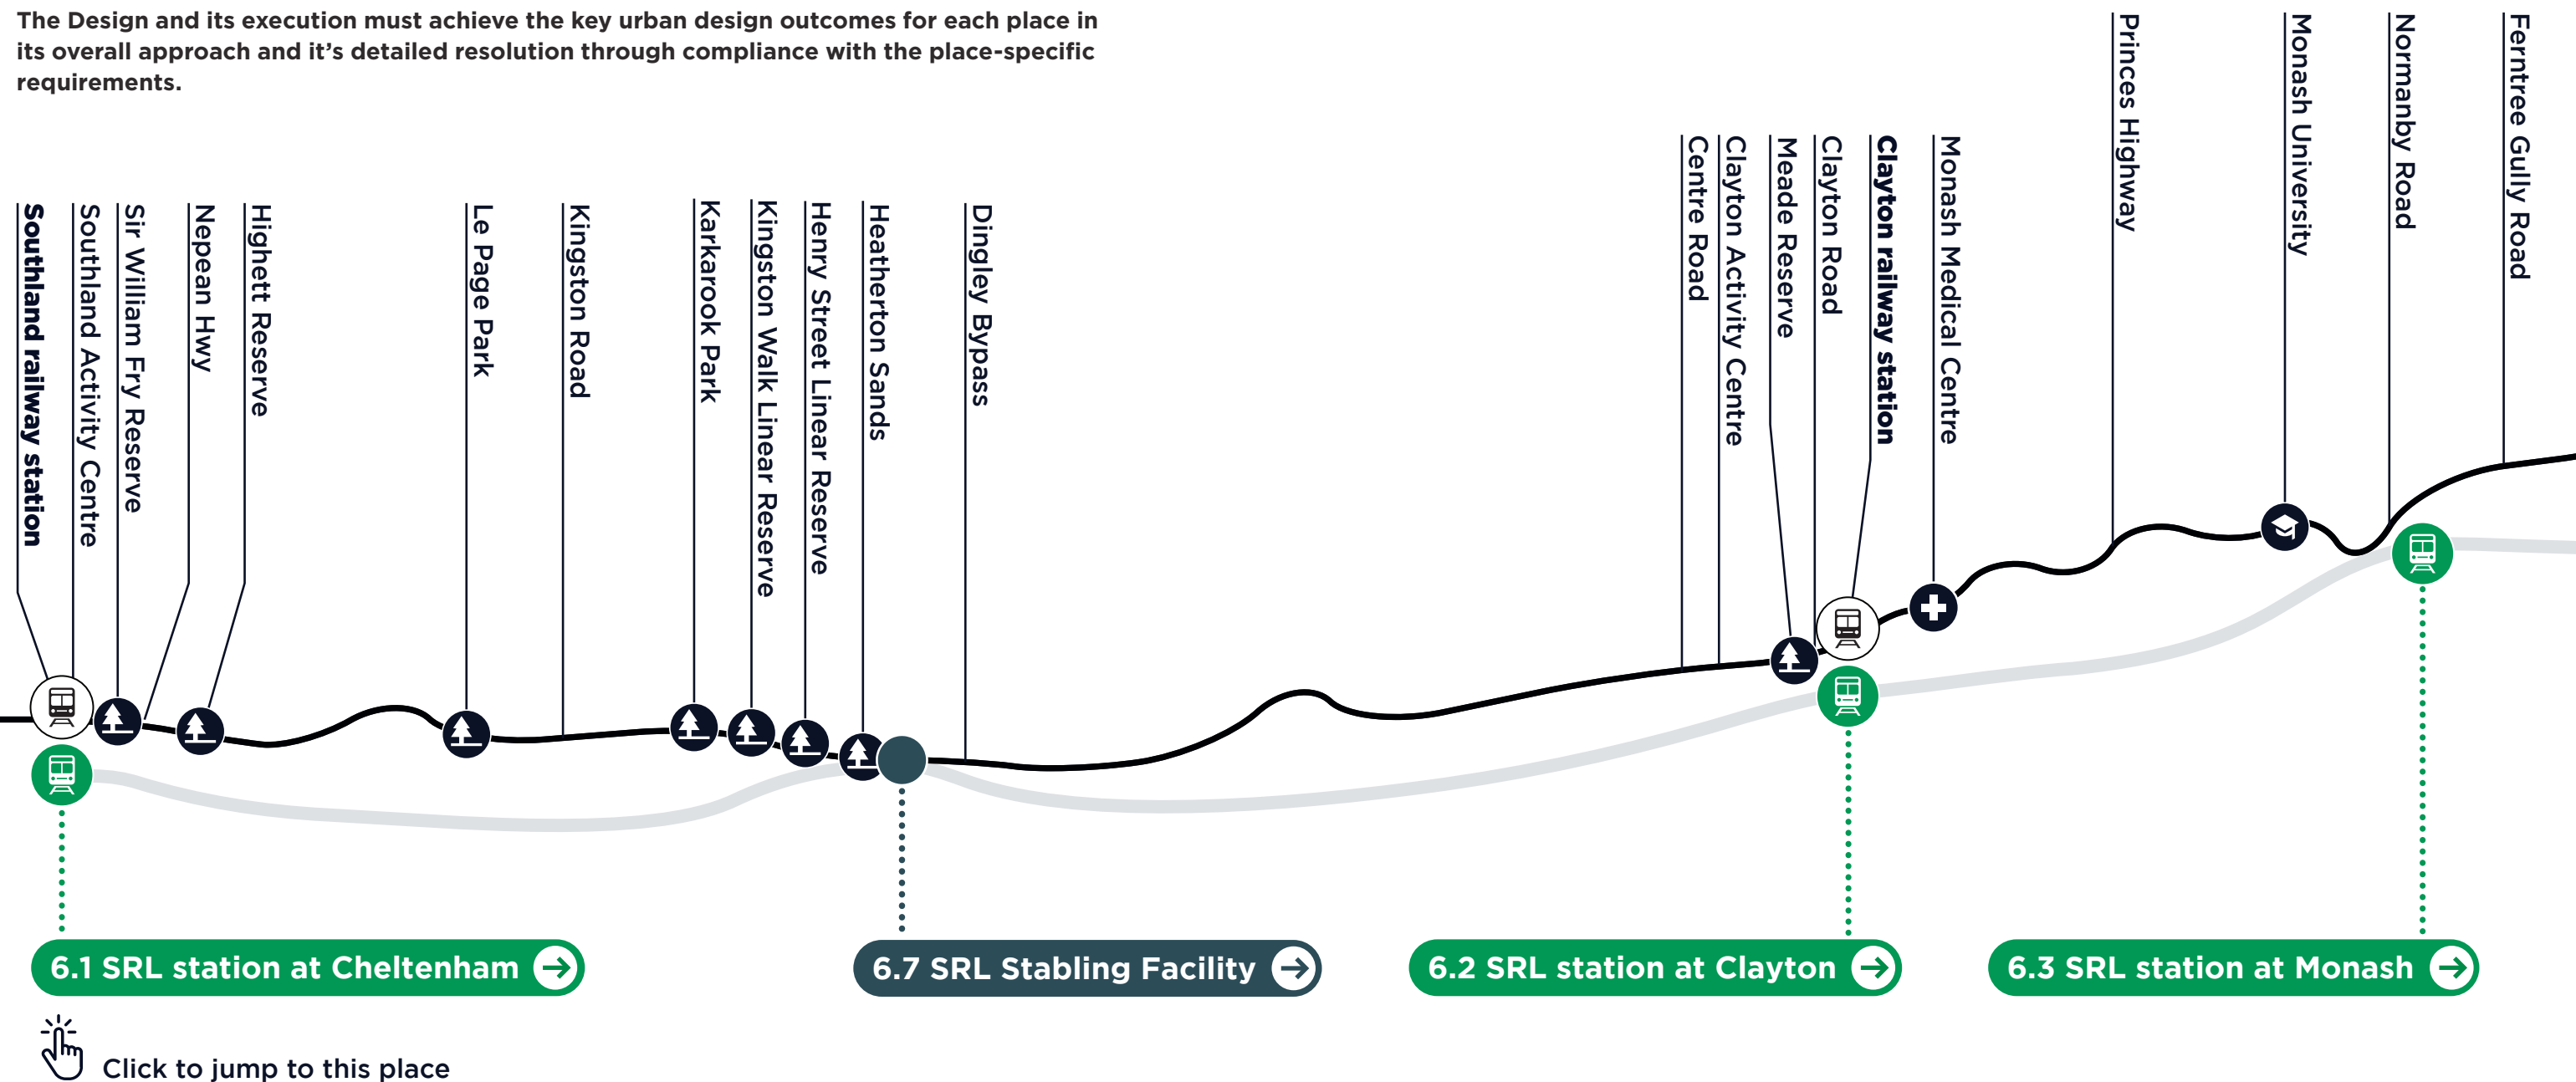 The Design and its execution must achieve the key urban design outcomes for each place in
its overall approach and it’s detailed resolution through compliance with the place-specific
requirements.
Southland railway station
Southland Activity Centre
Sir William Fry Reserve
Nepean Hwy
Highett Reserve
Le Page Park
Kingston Road
Karkarook Park
Kingston Walk Linear Reserve
Henry Street Linear Reserve
Heatherton Sands
Dingley Bypass
Centre Road
Clayton Activity Centre
Meade Reserve
Clayton Road
Clayton railway station
Monash Medical Centre
Princes Highway
Monash University
Normanby Road
Ferntree Gully Road
6.1 SRL station at Cheltenham
6.7 SRL Stabling Facility
6.2 SRL station at Clayton
6.3 SRL station at Monash
Click to jump to this place